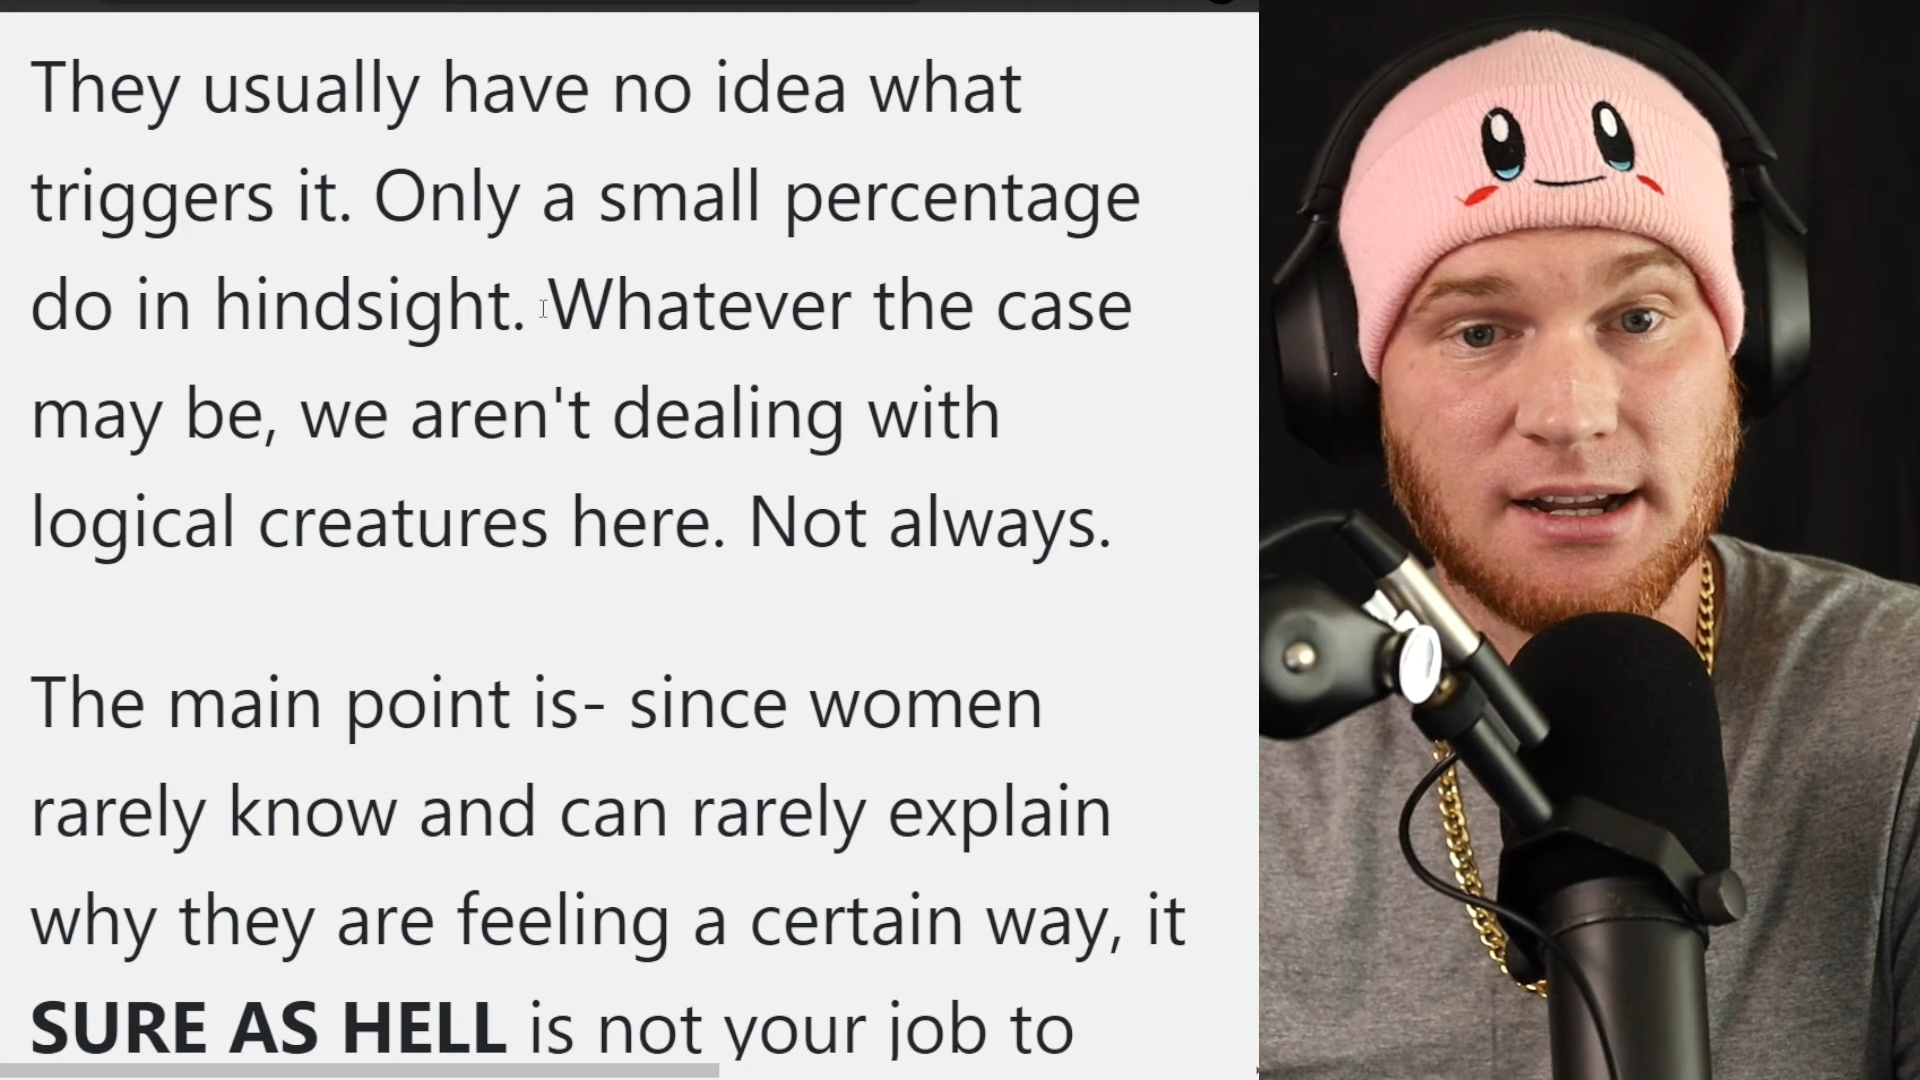 They usually have no idea what
triggers it. Only a small percentage
do in hindsight. Whatever the case
may be, we aren't dealing with
logical creatures here. Not always.
The main point is- since women
rarely know and can rarely explain
why they are feeling a certain way, it
SURE AS HELL is not your job to